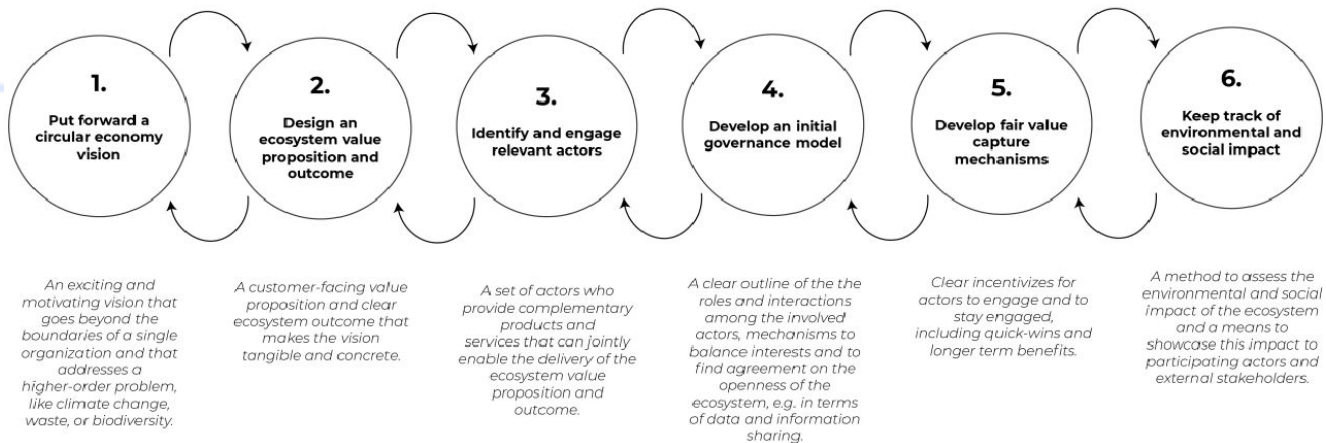 1.
Put forward a
circular economy
vision
2.
Design an
ecosystem value
proposition and
outcome
3.
Identify and engage
relevant actors
4.
Develop an initial
governance model
5.
Develop fair value
capture
mechanisms
6.
Keep track of
environmental and
social impact
An exciting and
motivating vision that
goes beyond the
boundaries of a single
organization and that
addresses a
higher-order problem,
like climate change,
waste, or biodiversity.
A customer-facing value
proposition and clear
ecosystem outcome that
makes the vision
tangible and concrete.
A set of actors who
provide complementary
products and
services that can jointly
enable the delivery of the
ecosystem value
proposition and
outcome.
A clear outline of the the
roles and interactions
among the involved
actors, mechanisms to
balance interests and to
find agreement on the
openness of the
ecosystem, e.g. in terms
of data and information
sharing.
Clear incentivizes for
actors to engage and to
stay engaged,
including quick-wins and
longer term benefits.
A method to assess the
environmental and social
impact of the ecosystem
and a means to
showcase this impact to
participating actors and
external stakeholders.